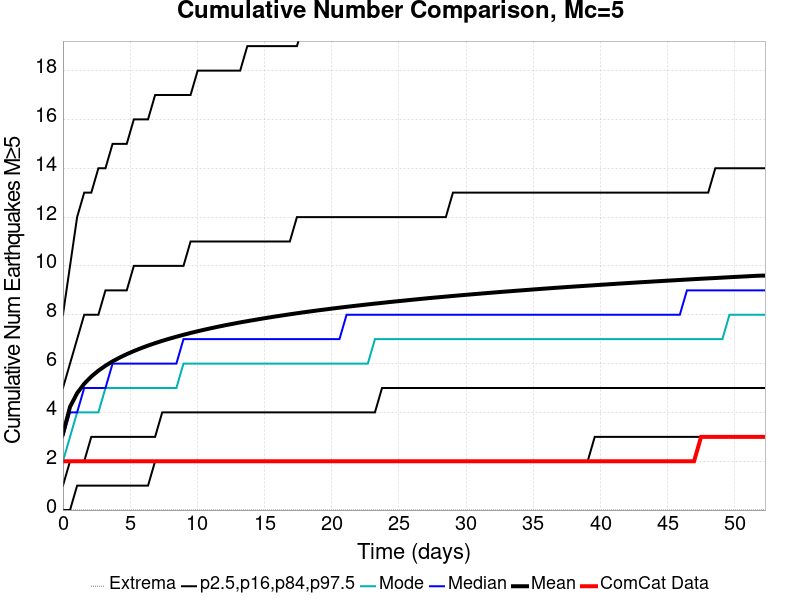 Cumulative Number Comparison, Mc=5
Cumulative Num Earthquakes M≥5
18
16
14
12
10
8
6
4
2
0
0 5 10 15 20 25 30 35 40 45 50
Time (days)
Extrema p2.5,p16,p84,p97.5 Mode Median Mean ComCat Data